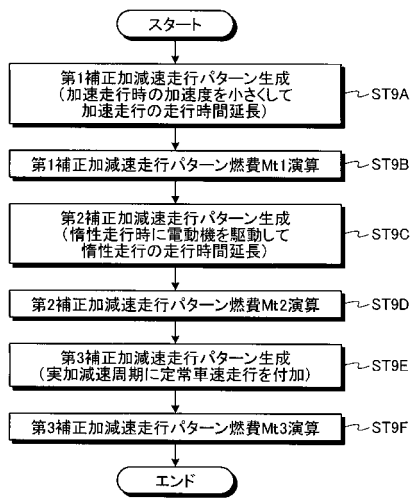 スタート
第1補正加減速走行パターン生成
(加速走行時の加速度を小さくして
加速走行の走行時間延長)
ST9A
第1補正加減速走行パターン燃費Mt1演算
ST9B
第2補正加減速走行パターン生成
(惰性走行時に電動機を駆動して
惰性走行の走行時間延長)
ST9C
第2補正加減速走行パターン燃費Mt2演算
ST9D
第3補正加減速走行パターン生成
(実加減速周期に定常車速走行を付加)
ST9E
第3補正加減速走行パターン燃費Mt3演算
ST9F
エンド